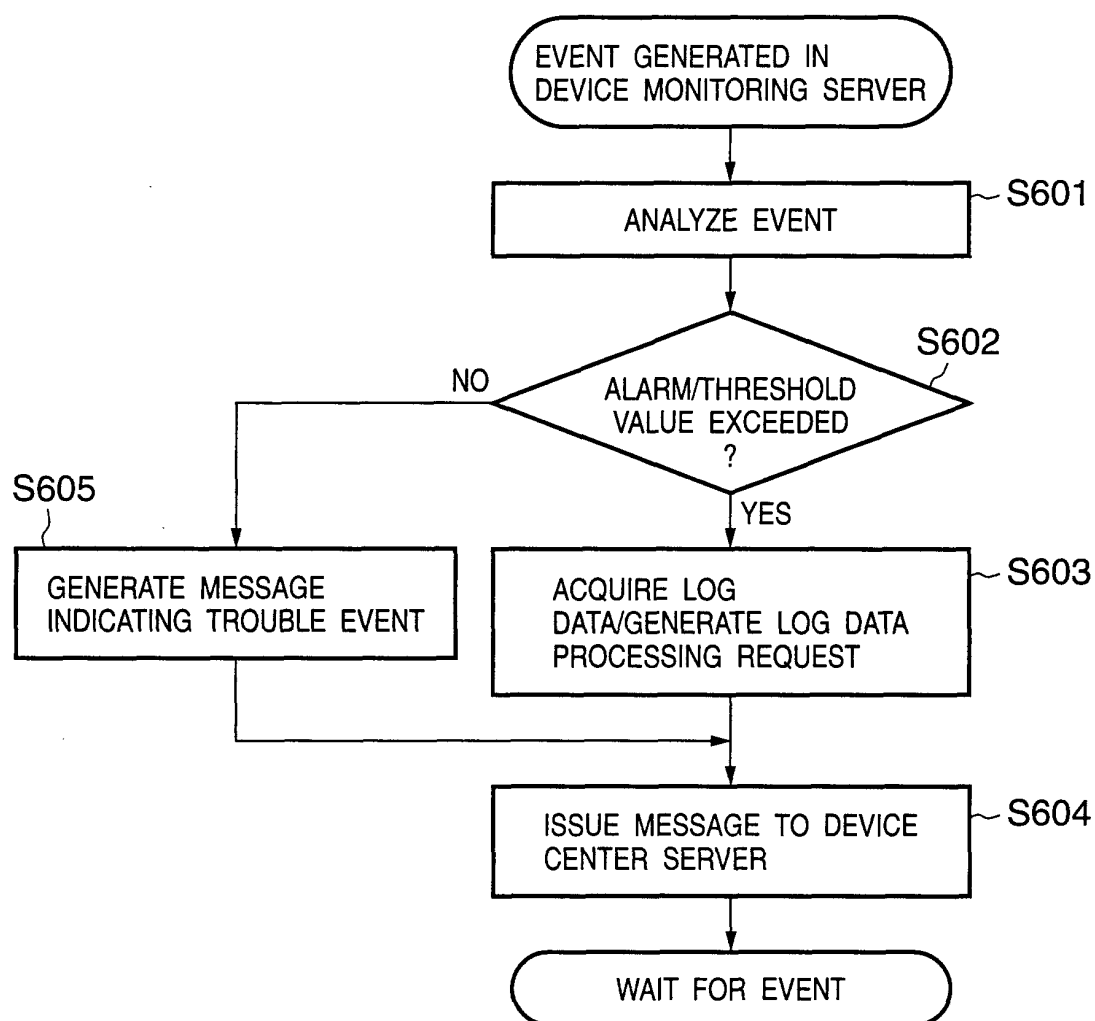 EVENT GENERATED IN
DEVICE MONITORING SERVER
S601
ANALYZE EVENT
S602
NO
ALARM/THRESHOLD
VALUE EXCEEDED
?
YES
S605
GENERATE MESSAGE
INDICATING TROUBLE EVENT
S603
ACQUIRE LOG
DATA/GENERATE LOG DATA
PROCESSING REQUEST
S604
ISSUE MESSAGE TO DEVICE
CENTER SERVER
WAIT FOR EVENT